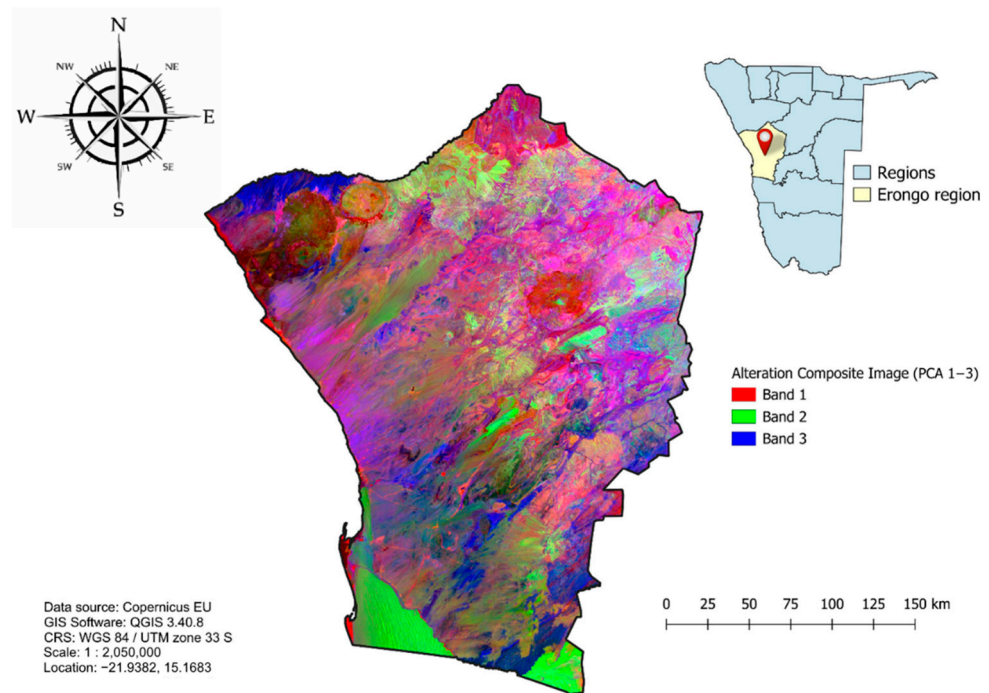 N
NW
NE
W
E
SW
SE
S
Regions
Erongo region
Alteration Composite Image (PCA 1−3)
Band 1
Band 2
Band 3
Data source: Copernicus EU
GIS Software: QGIS 3.40.8
CRS: WGS 84 / UTM zone 33 S
Scale: 1 : 2,050,000
Location: −21.9382, 15.1683
0 25 50 75 100 125 150 km